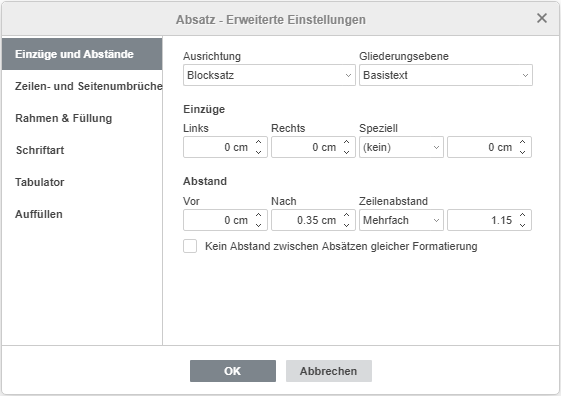 Absatz - Erweiterte Einstellungen
Einzüge und Abstände
Zeilen- und Seitenumbrüche
Rahmen & Füllung
Schriftart
Tabulator
Auffüllen
Ausrichtung Gliederungsebene
Blocksatz Basistext
Einzüge
Links Rechts Speziell
0 cm 0 cm (kein) 0 cm
Abstand
Vor Nach Zeilenabstand
0 cm 0.35 cm Mehrfach 1.15
Kein Abstand zwischen Absätzen gleicher Formatierung
OK Abbrechen